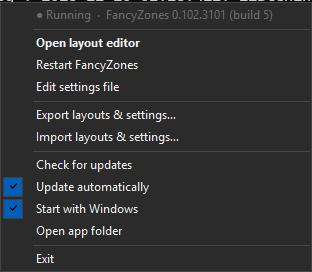 ● Running · FancyZones 0.102.3101 (build 5)
Open layout editor
Restart FancyZones
Edit settings file
Export layouts & settings...
Import layouts & settings...
Check for updates
Update automatically
Start with Windows
Open app folder
Exit